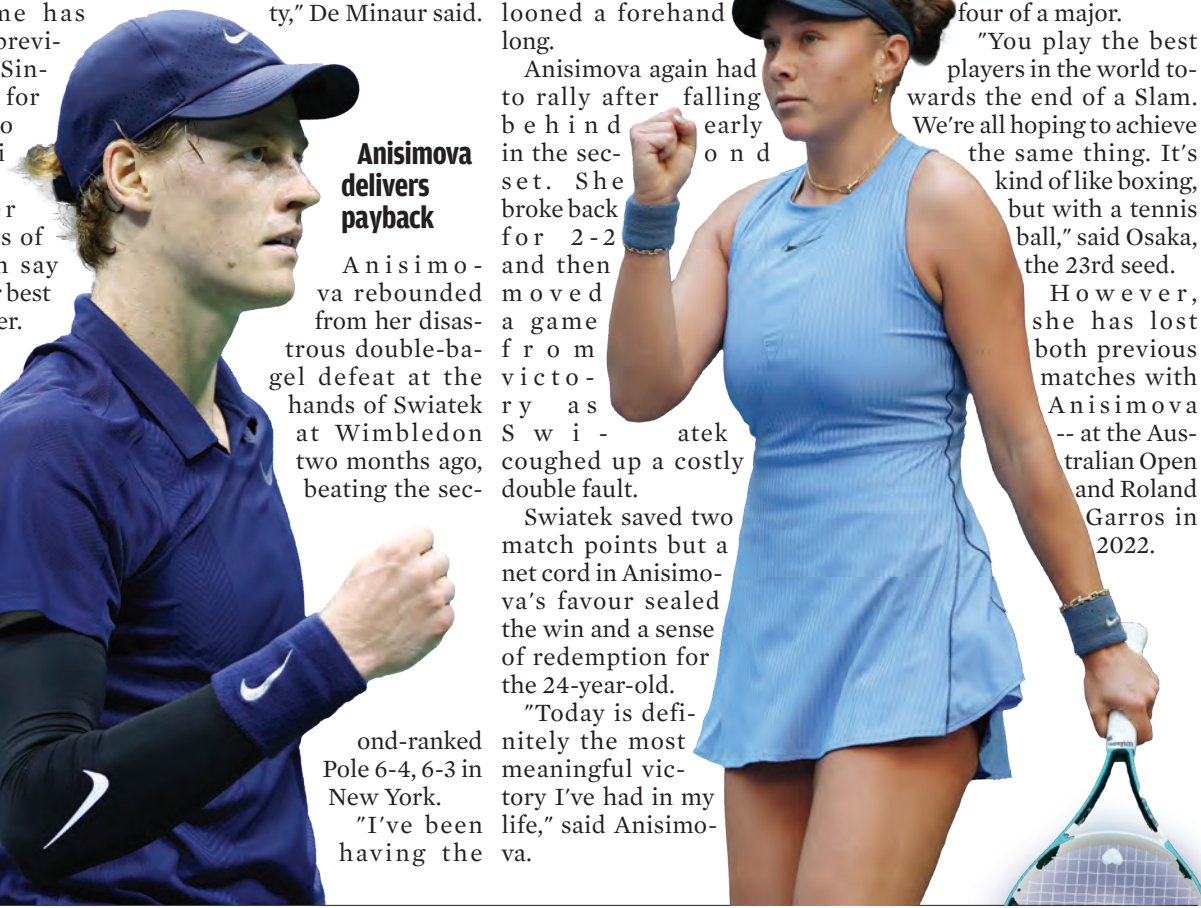 me has
previ-
Sin-
for
o
i
er
s of
n say
r best
er.
ty," De Minaur said.
Anisimova
delivers
payback
Anisimo-
va rebounded
from her disas-
trous double-ba-
gel defeat at the
hands of Swiatek
at Wimbledon
two months ago,
beating the sec-
ond-ranked
Pole 6-4, 6-3 in
New York.
"I've been
having the
looned a forehand
long.
Anisimova again had
to rally after falling
behind early
in the sec- ond
set. She
broke back
for 2-2
and then
moved
a game
from
victo-
ry as
Swi- atek
coughed up a costly
double fault.
Swiatek saved two
match points but a
net cord in Anisimo-
va's favour sealed
the win and a sense
of redemption for
the 24-year-old.
"Today is defi-
nitely the most
meaningful vic-
tory I've had in my
life," said Anisimo-
va.
four of a major.
"You play the best
players in the world to-
wards the end of a Slam.
We're all hoping to achieve
the same thing. It's
kind of like boxing,
but with a tennis
ball," said Osaka,
the 23rd seed.
However,
she has lost
both previous
matches with
Anisimova
-- at the Aus-
tralian Open
and Roland
Garros in
2022.